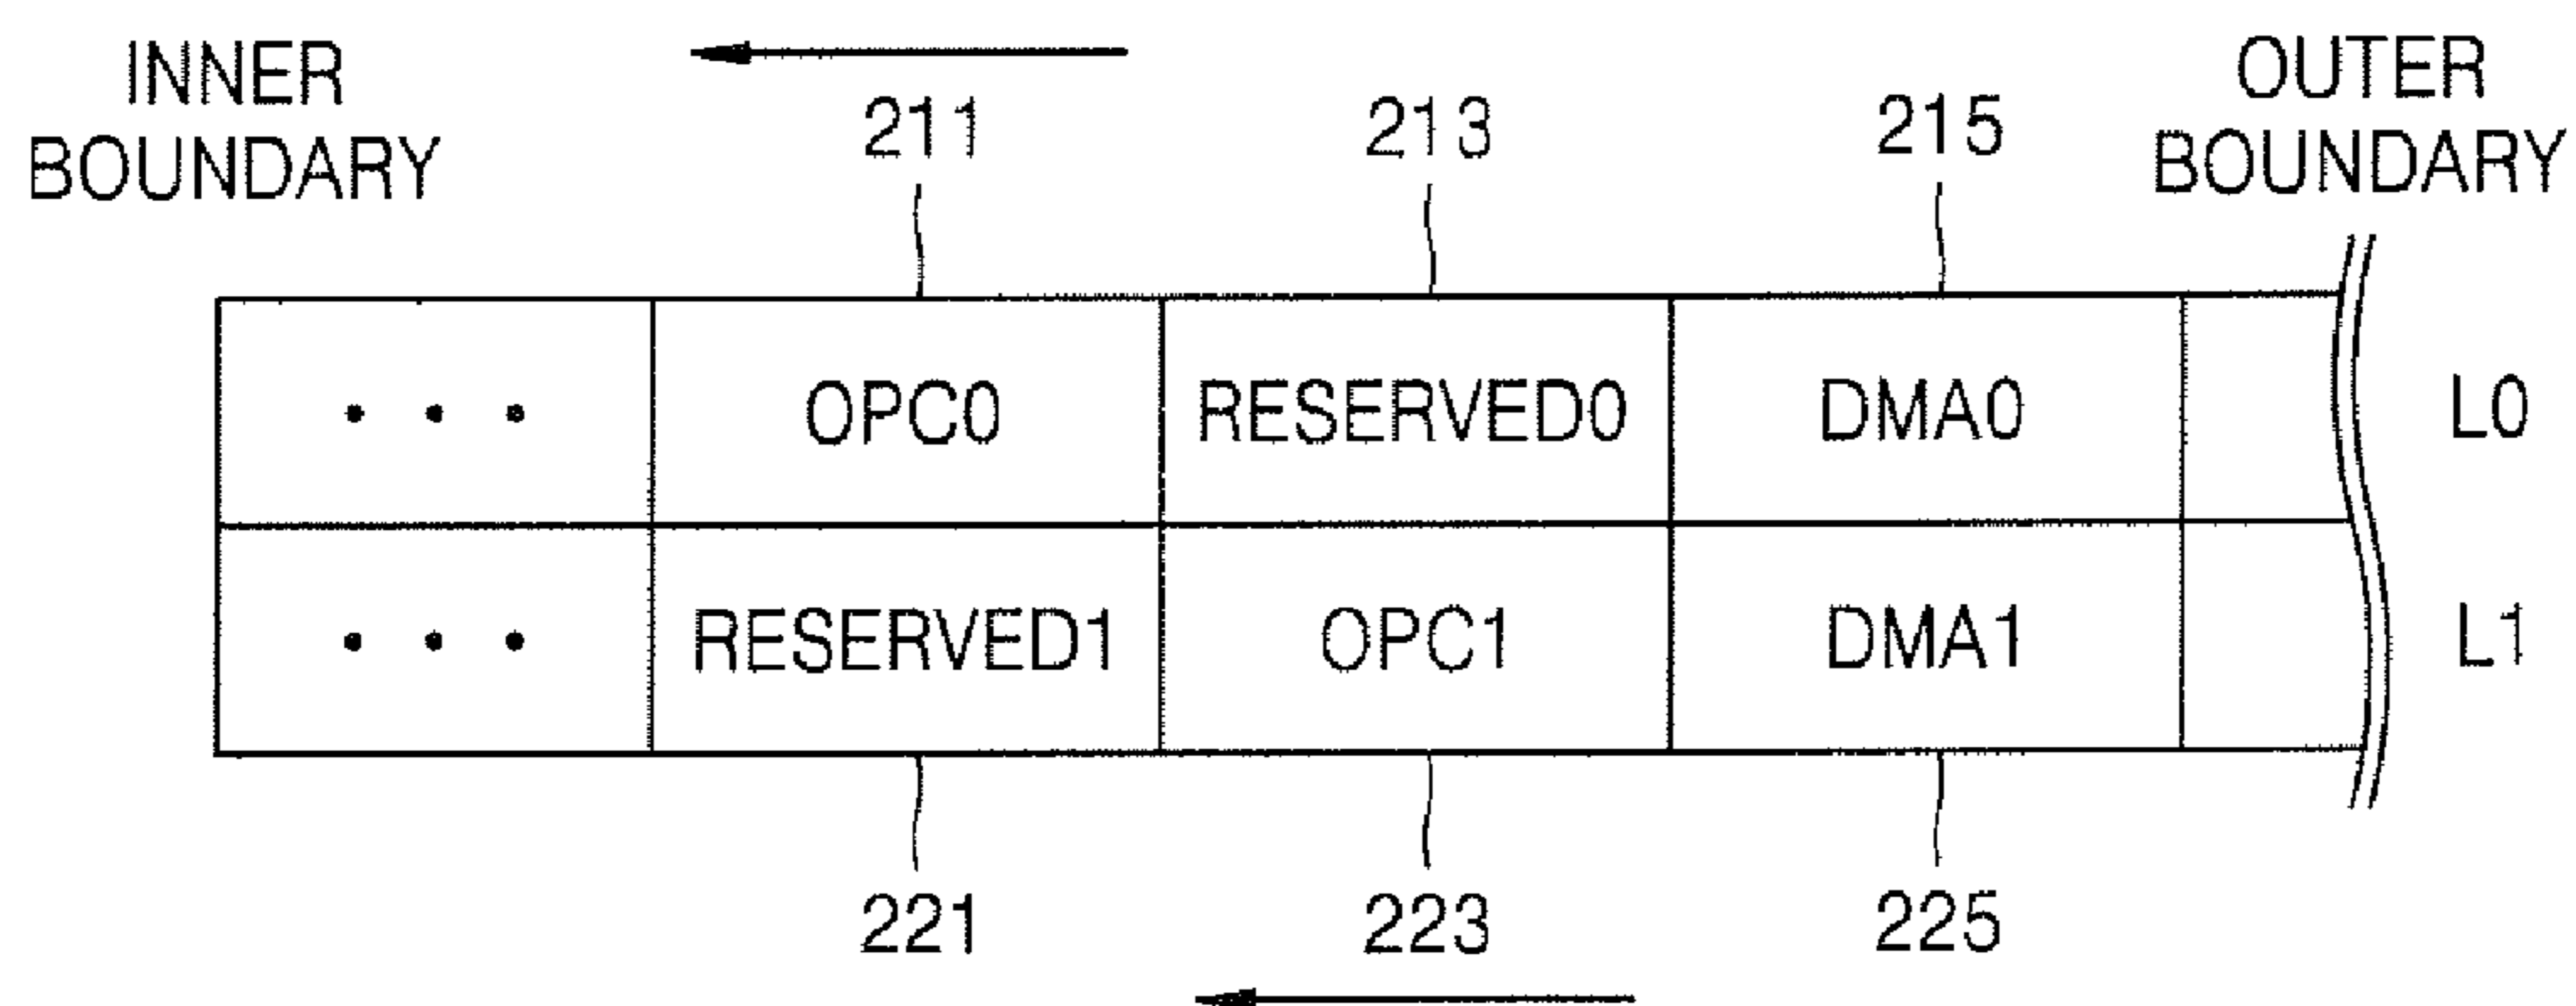 INNER
BOUNDARY
OUTER
BOUNDARY
211 213 215
• • • OPC0 RESERVED0 DMA0 L0
• • • RESERVED1 OPC1 DMA1 L1
221 223 225